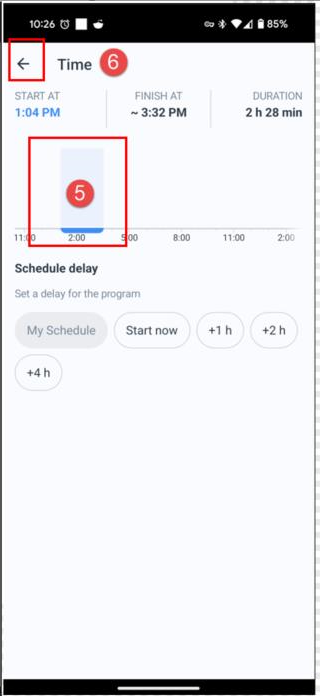 10:26 85%
Time 6
START AT FINISH AT DURATION
1:04 PM ~ 3:32 PM 2 h 28 min
5
11:00 2:00 5:00 8:00 11:00 2:00
Schedule delay
Set a delay for the program
My Schedule Start now +1 h +2 h
+4 h